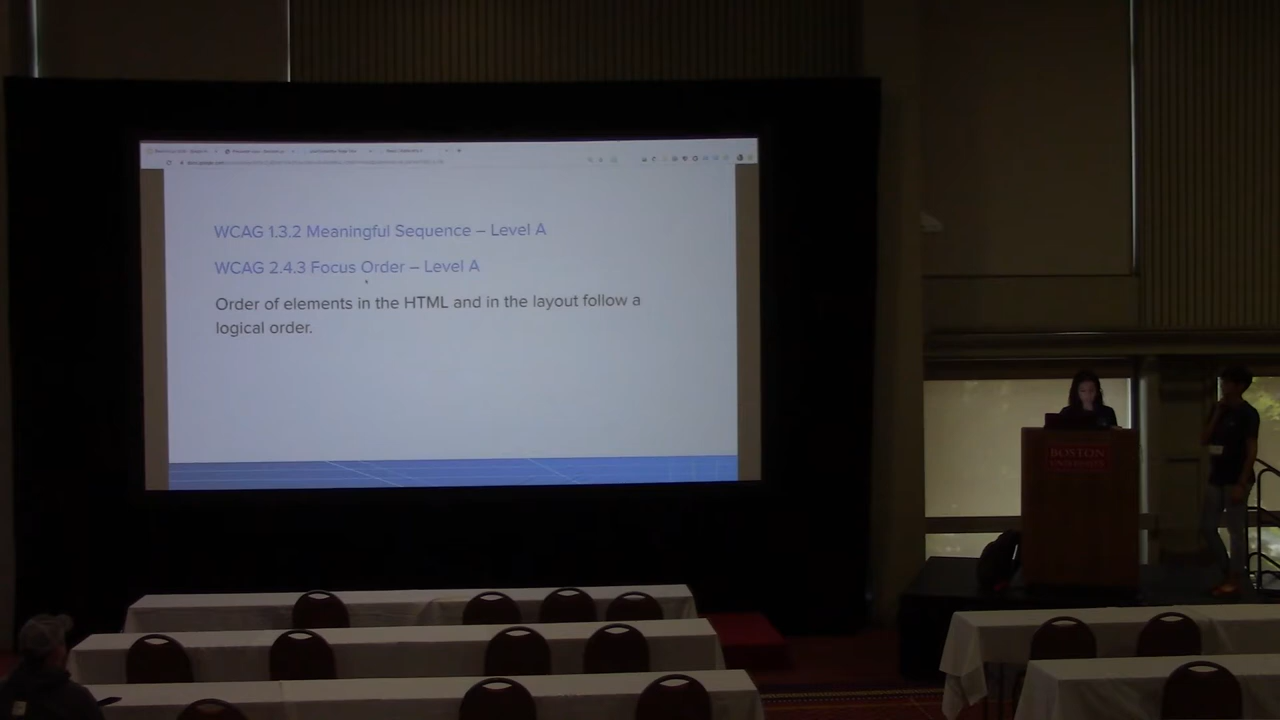 WCAG 1.3.2 Meaningful Sequence – Level A
WCAG 2.4.3 Focus Order – Level A
Order of elements in the HTML and in the layout follow a
logical order.
BOSTON
UNIVERSITY